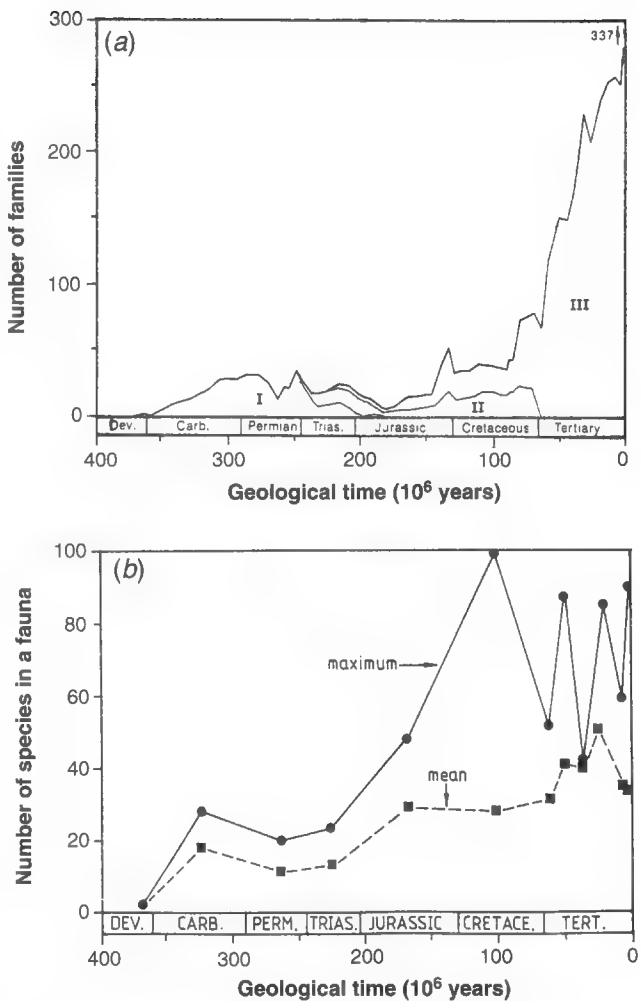 (a)
337
300
200
100
0
Number of families
I
II
III
Dev.
Carb.
Permian
Trias.
Jurassic
Cretaceous
Tertiary
400
300
200
100
0
Geological time (10⁶ years)
(b)
100
80
60
40
20
0
Number of species in a fauna
maximum
mean
DEV.
CARB.
PERM.
TRIAS.
JURASSIC
CRETACE.
TERT.
400
300
200
100
0
Geological time (10⁶ years)